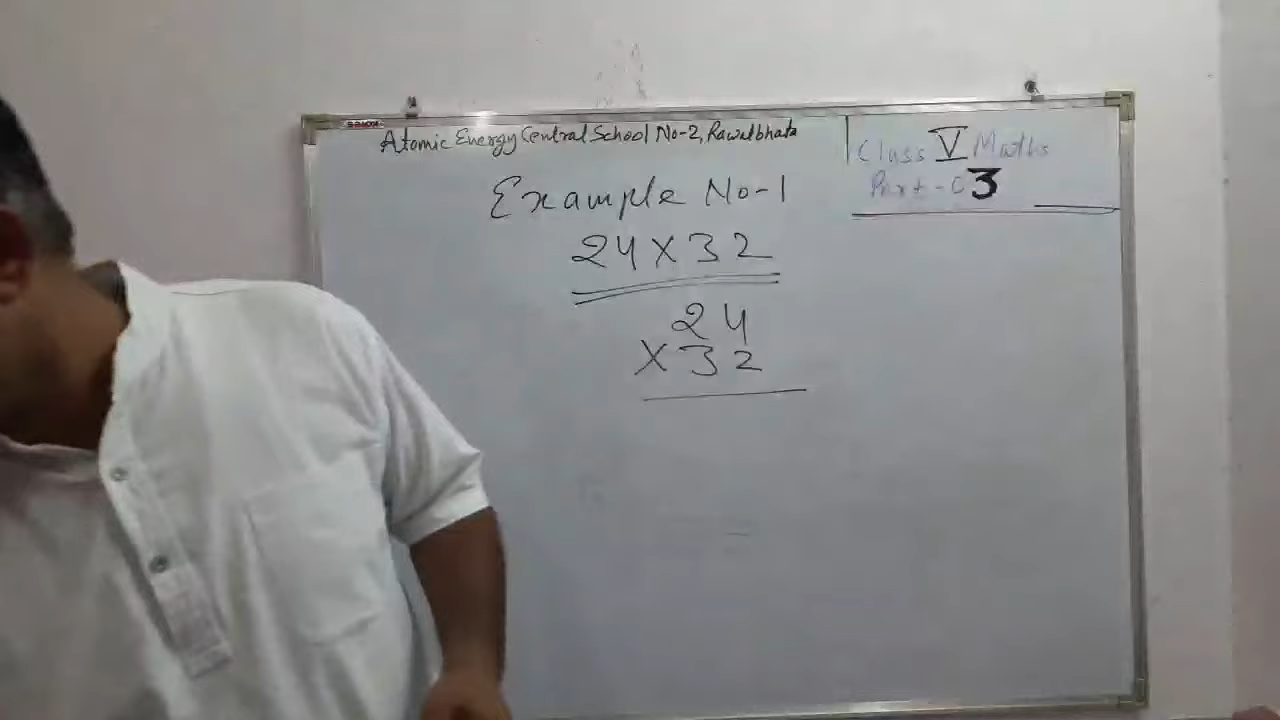 Atomic Energy Central School No-2, Rawatbhata
Class V Maths
Part-03
Example No-1
24 X 32
24
X 32